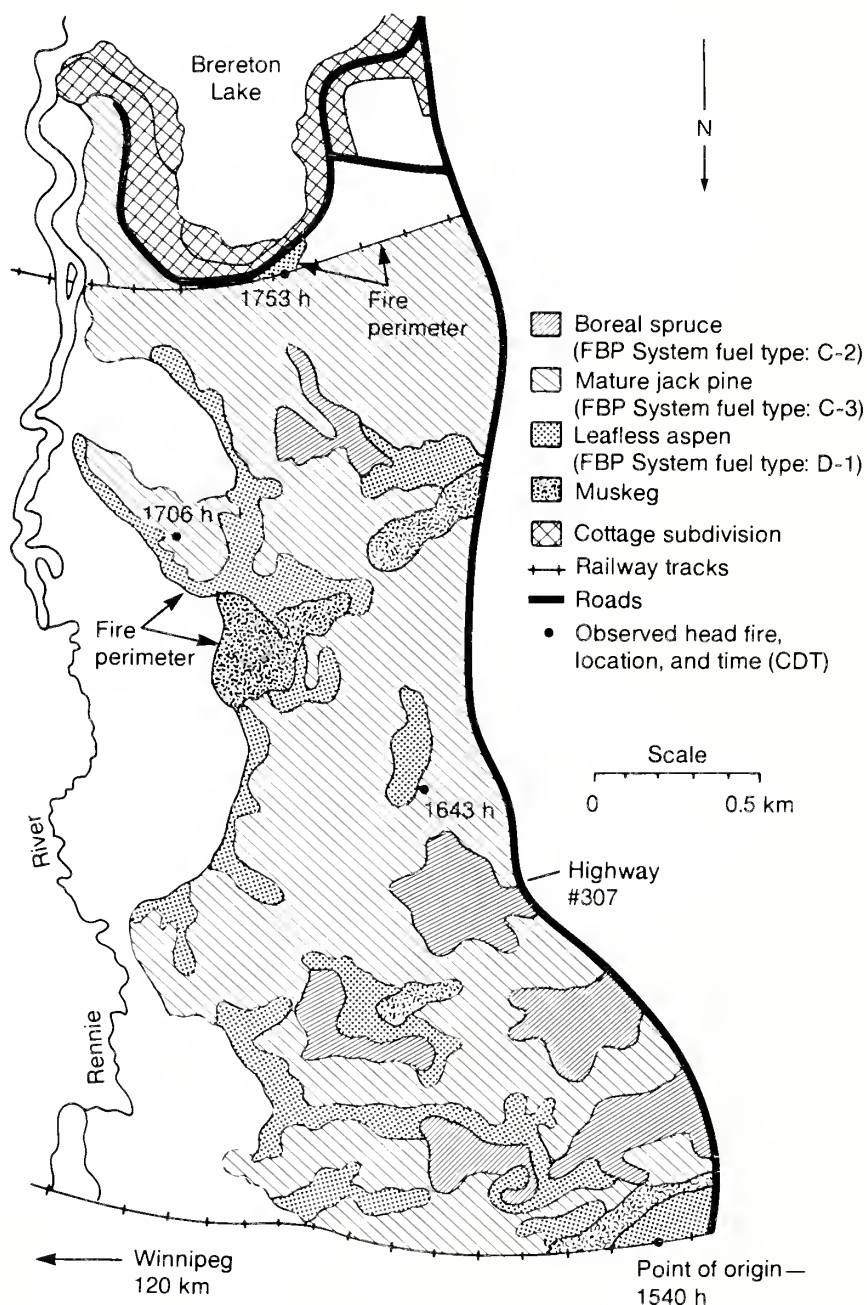 Brereton
Lake
N
1753 h
Fire
perimeter
Boreal spruce
(FBP System fuel type: C-2)
Mature jack pine
(FBP System fuel type: C-3)
Leafless aspen
(FBP System fuel type: D-1)
Muskeg
Cottage subdivision
Railway tracks
Roads
Observed head fire,
location, and time (CDT)
1706 h
Fire
perimeter
Scale
0 0.5 km
1643 h
Highway
#307
River
Rennie
Winnipeg
120 km
Point of origin—
1540 h